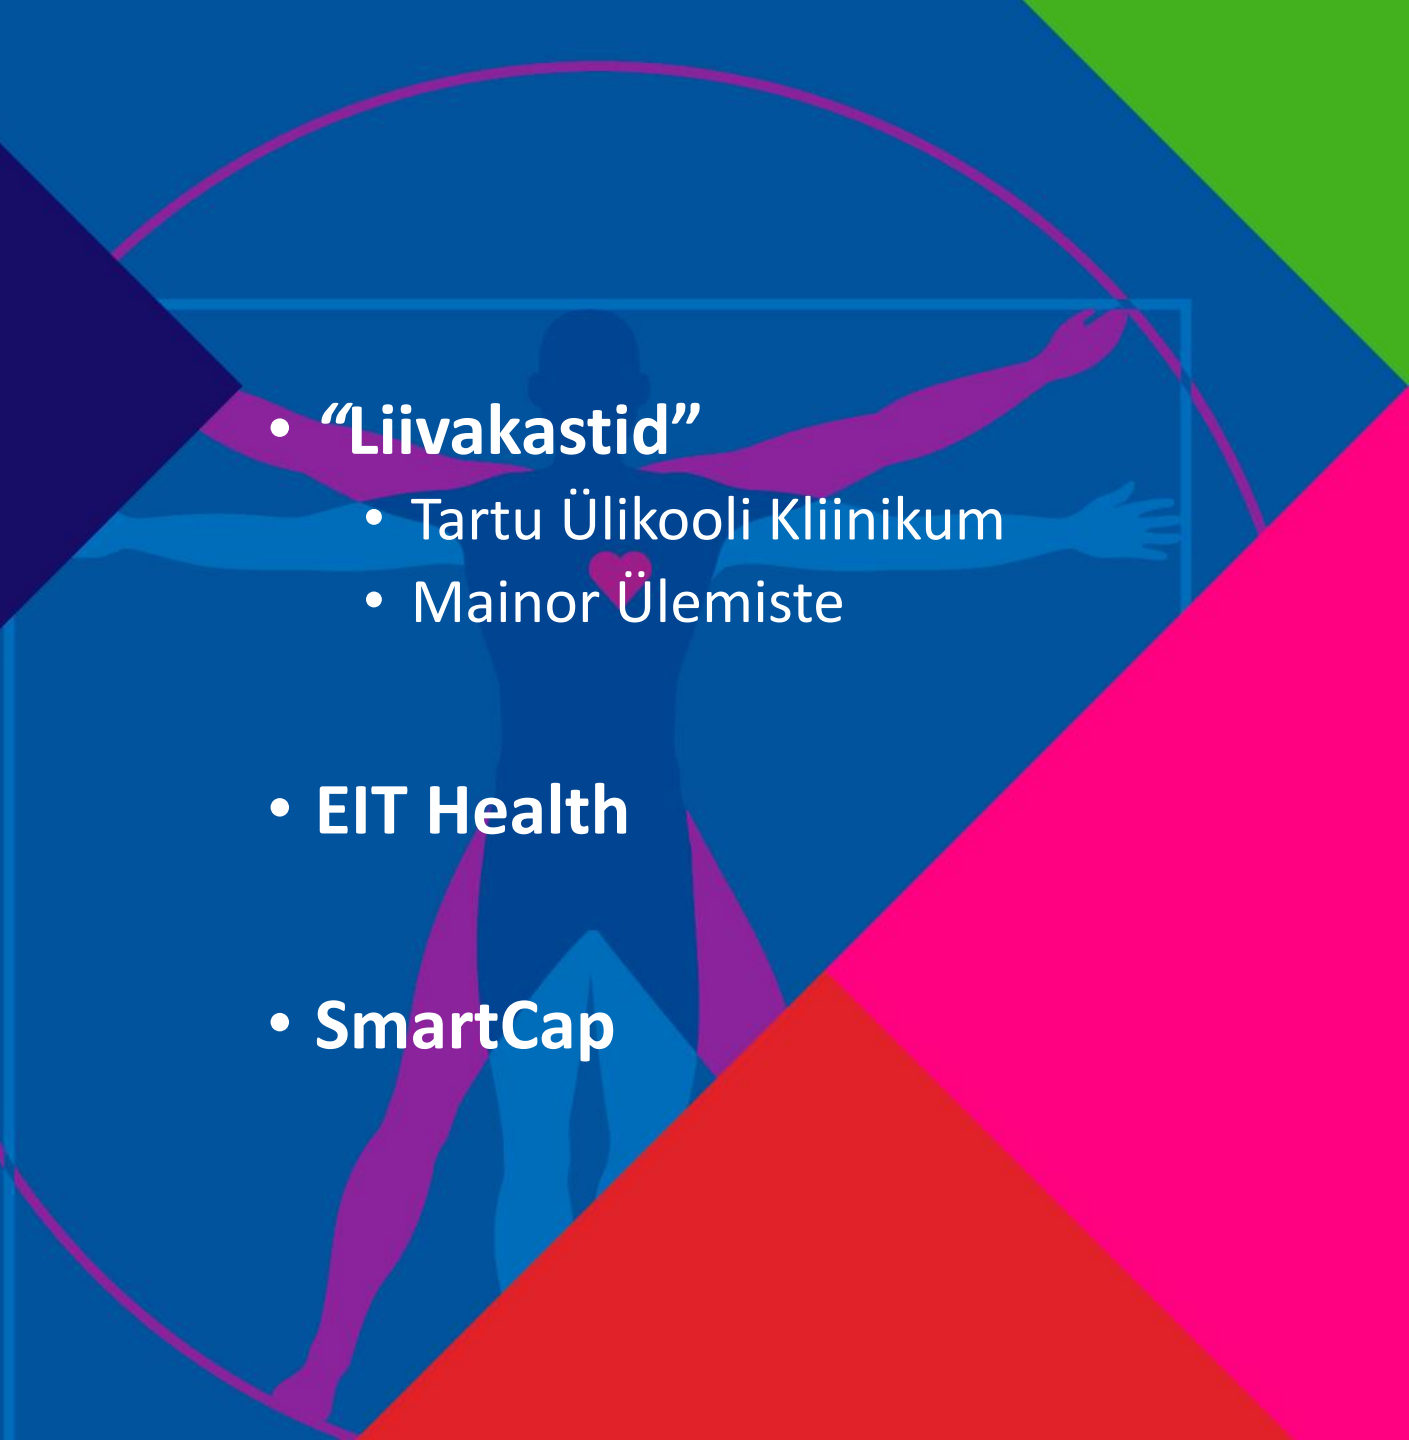 • “Liivakastid”
• Tartu Ülikooli Kliinikum
• Mainor Ülemiste
• EIT Health
• SmartCap